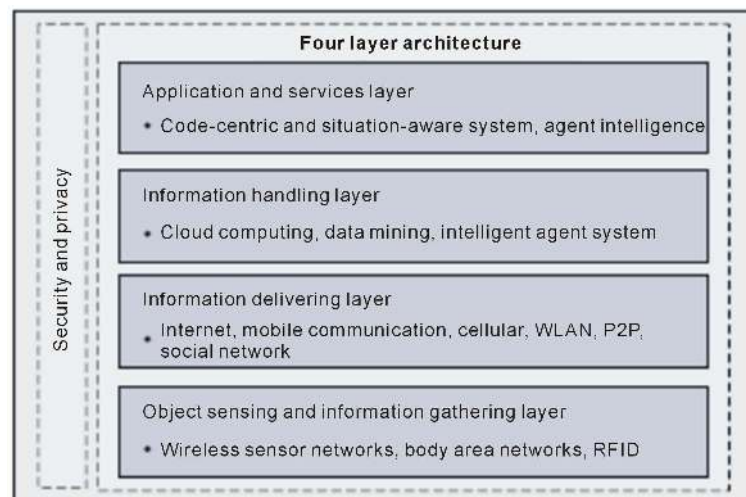 Four layer architecture
Security and privacy
Application and services layer
• Code-centric and situation-aware system, agent intelligence
Information handling layer
• Cloud computing, data mining, intelligent agent system
Information delivering layer
• Internet, mobile communication, cellular, WLAN, P2P,
social network
Object sensing and information gathering layer
• Wireless sensor networks, body area networks, RFID